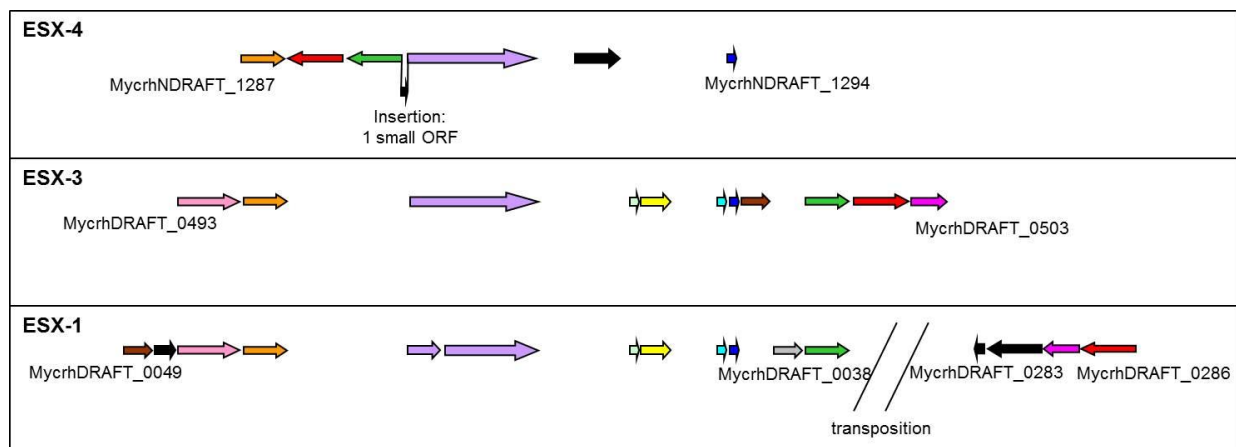 ESX-4
MycrhNDRAFT_1287
MycrhNDRAFT_1294
Insertion:
1 small ORF
ESX-3
MycrhDRAFT_0493
MycrhDRAFT_0503
ESX-1
MycrhDRAFT_0049
MycrhDRAFT_0038
MycrhDRAFT_0283
MycrhDRAFT_0286
transposition